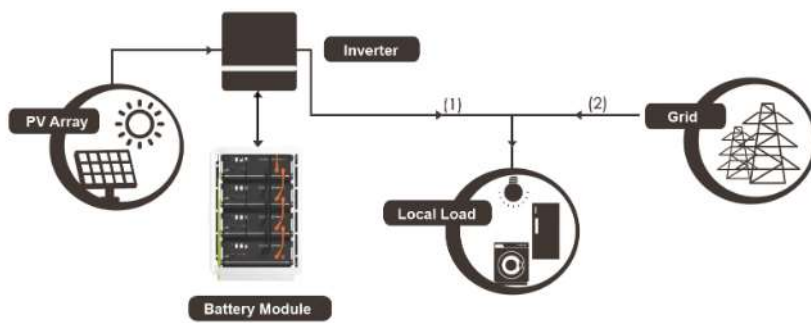 Inverter
PV Array
(1)
(2)
Grid
Local Load
Battery Module